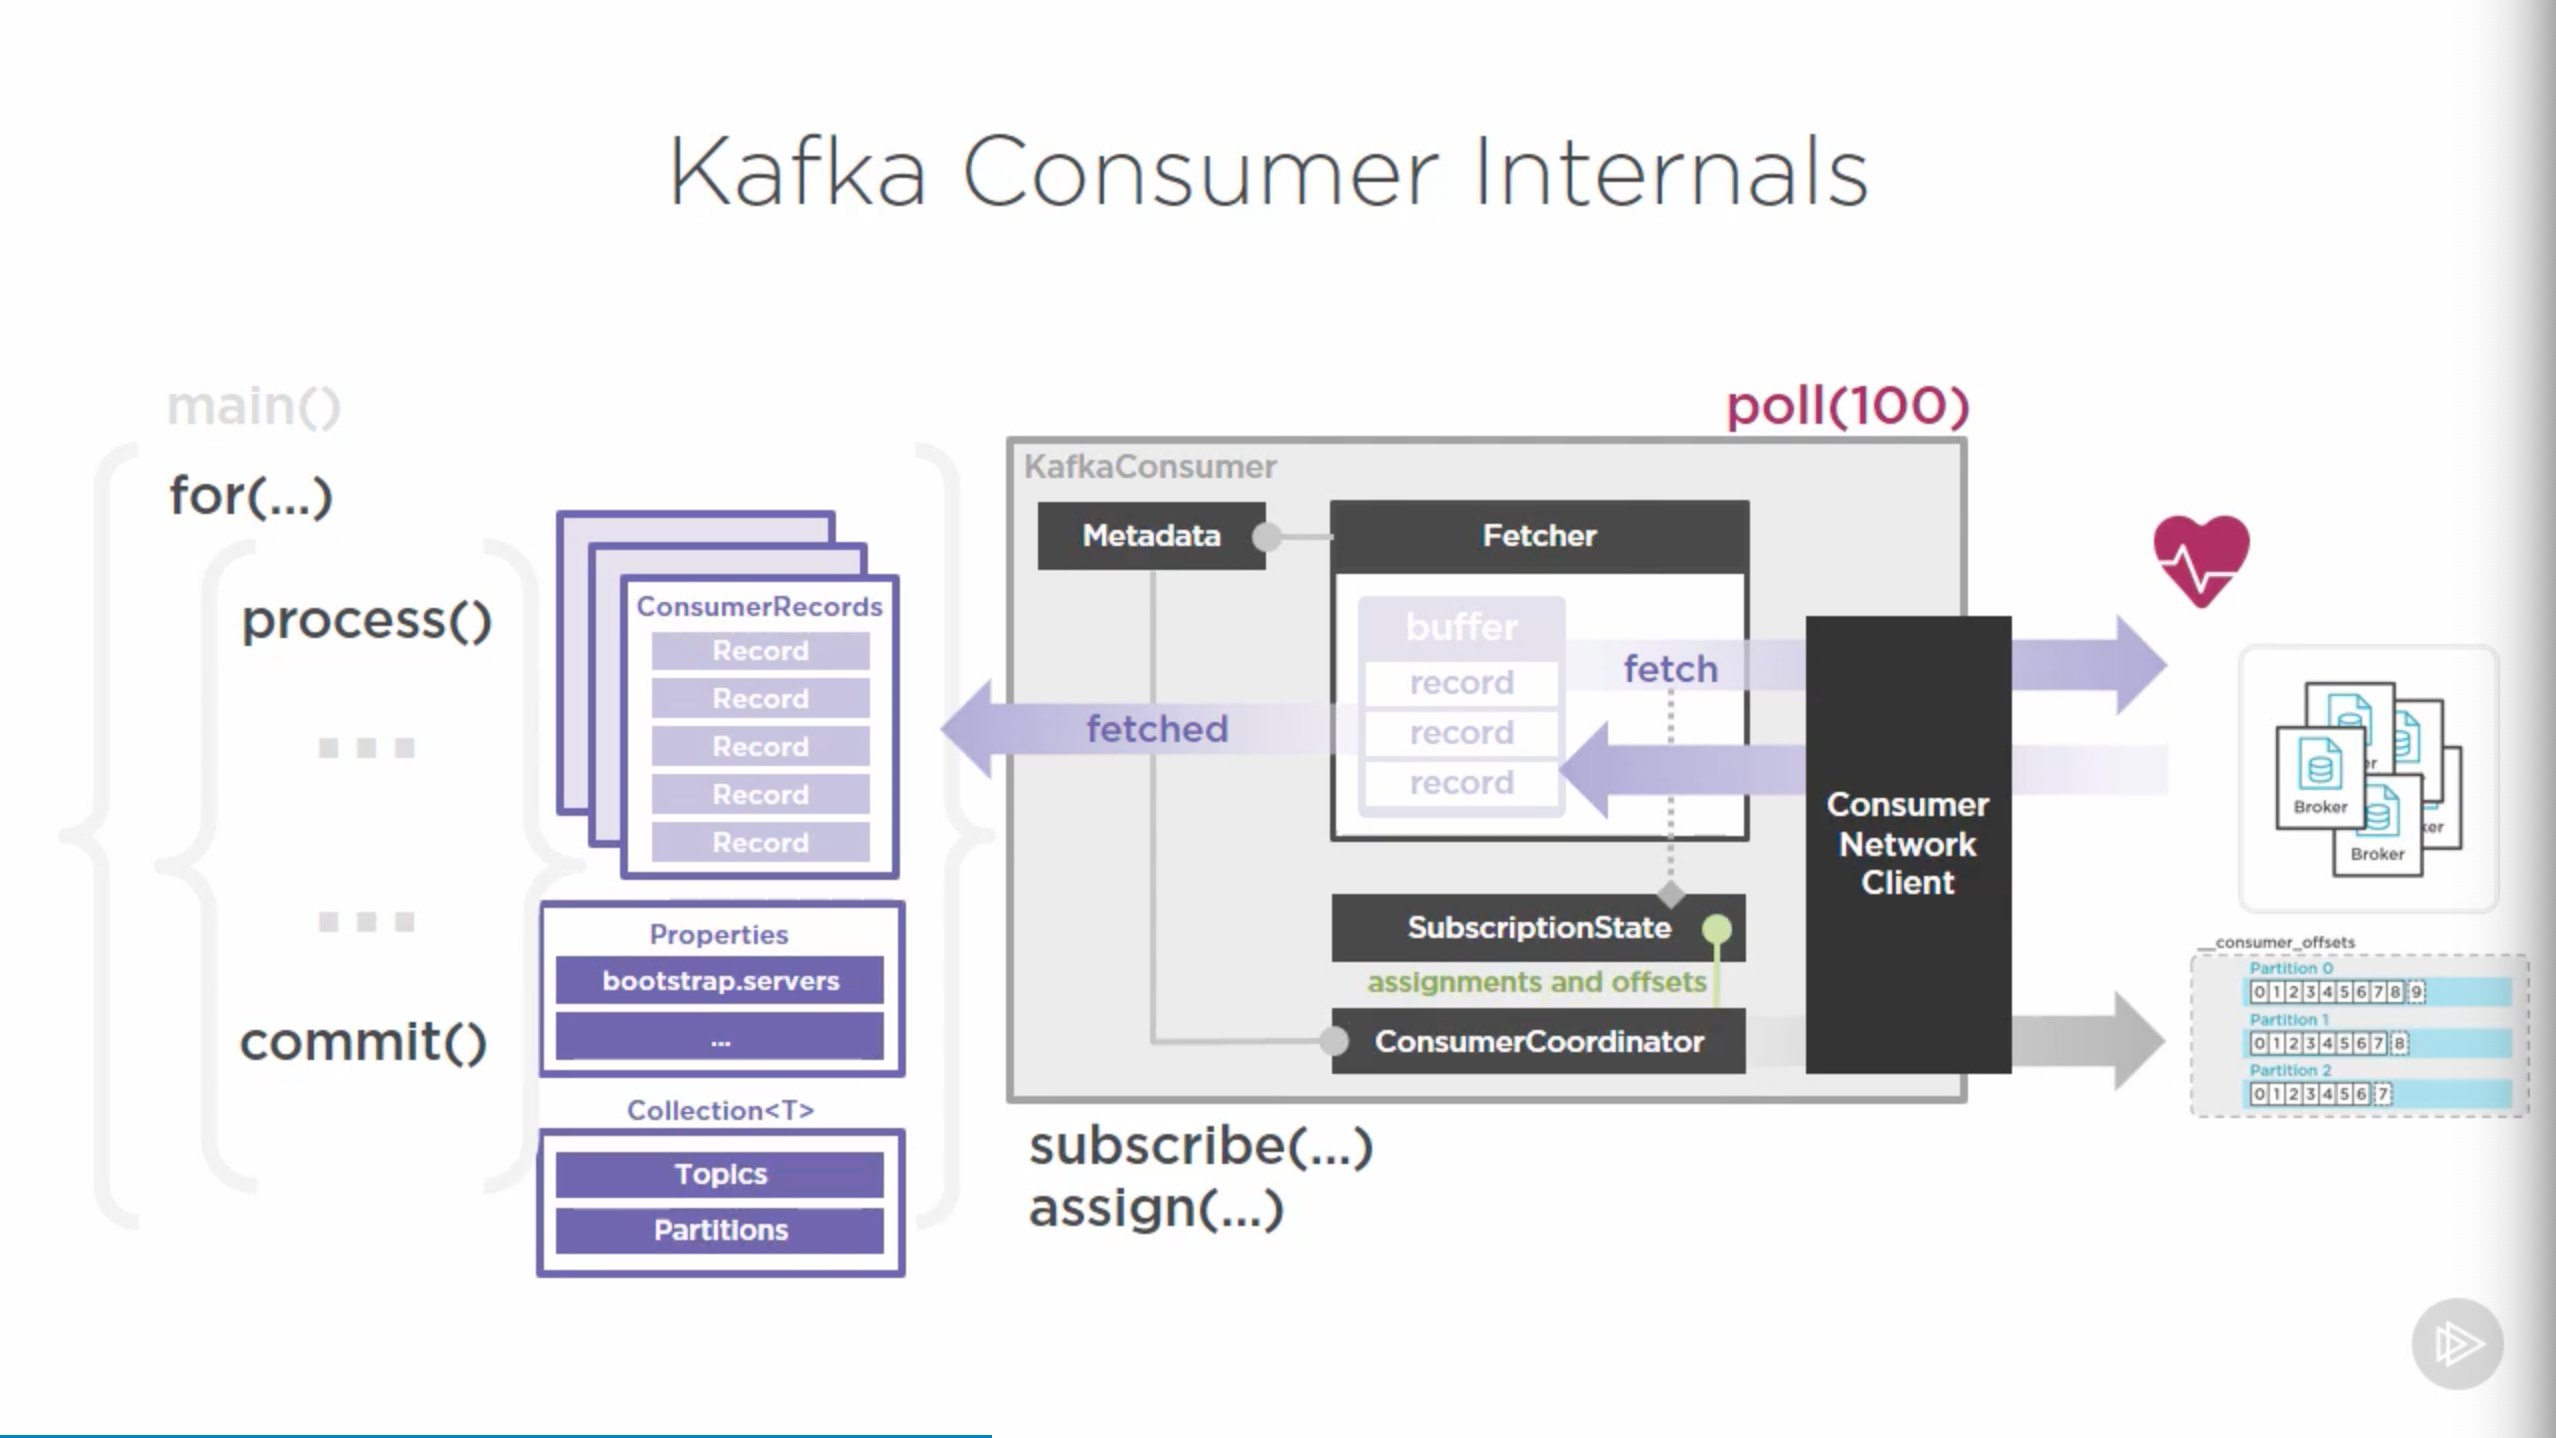 Kafka Consumer Internals
main()
for(...)
process()
...
...
commit()
ConsumerRecords
Record
Record
Record
Record
Record
Properties
bootstrap.servers
...
Collection<T>
Topics
Partitions
poll(100)
KafkaConsumer
Metadata
Fetcher
buffer
record
record
record
fetch
fetched
SubscriptionState
assignments and offsets
ConsumerCoordinator
Consumer
Network
Client
subscribe(...)
assign(...)
Broker
Broker
__consumer_offsets
Partition 0
0 1 2 3 4 5 6 7 8 9
Partition 1
0 1 2 3 4 5 6 7 8
Partition 2
0 1 2 3 4 5 6 7